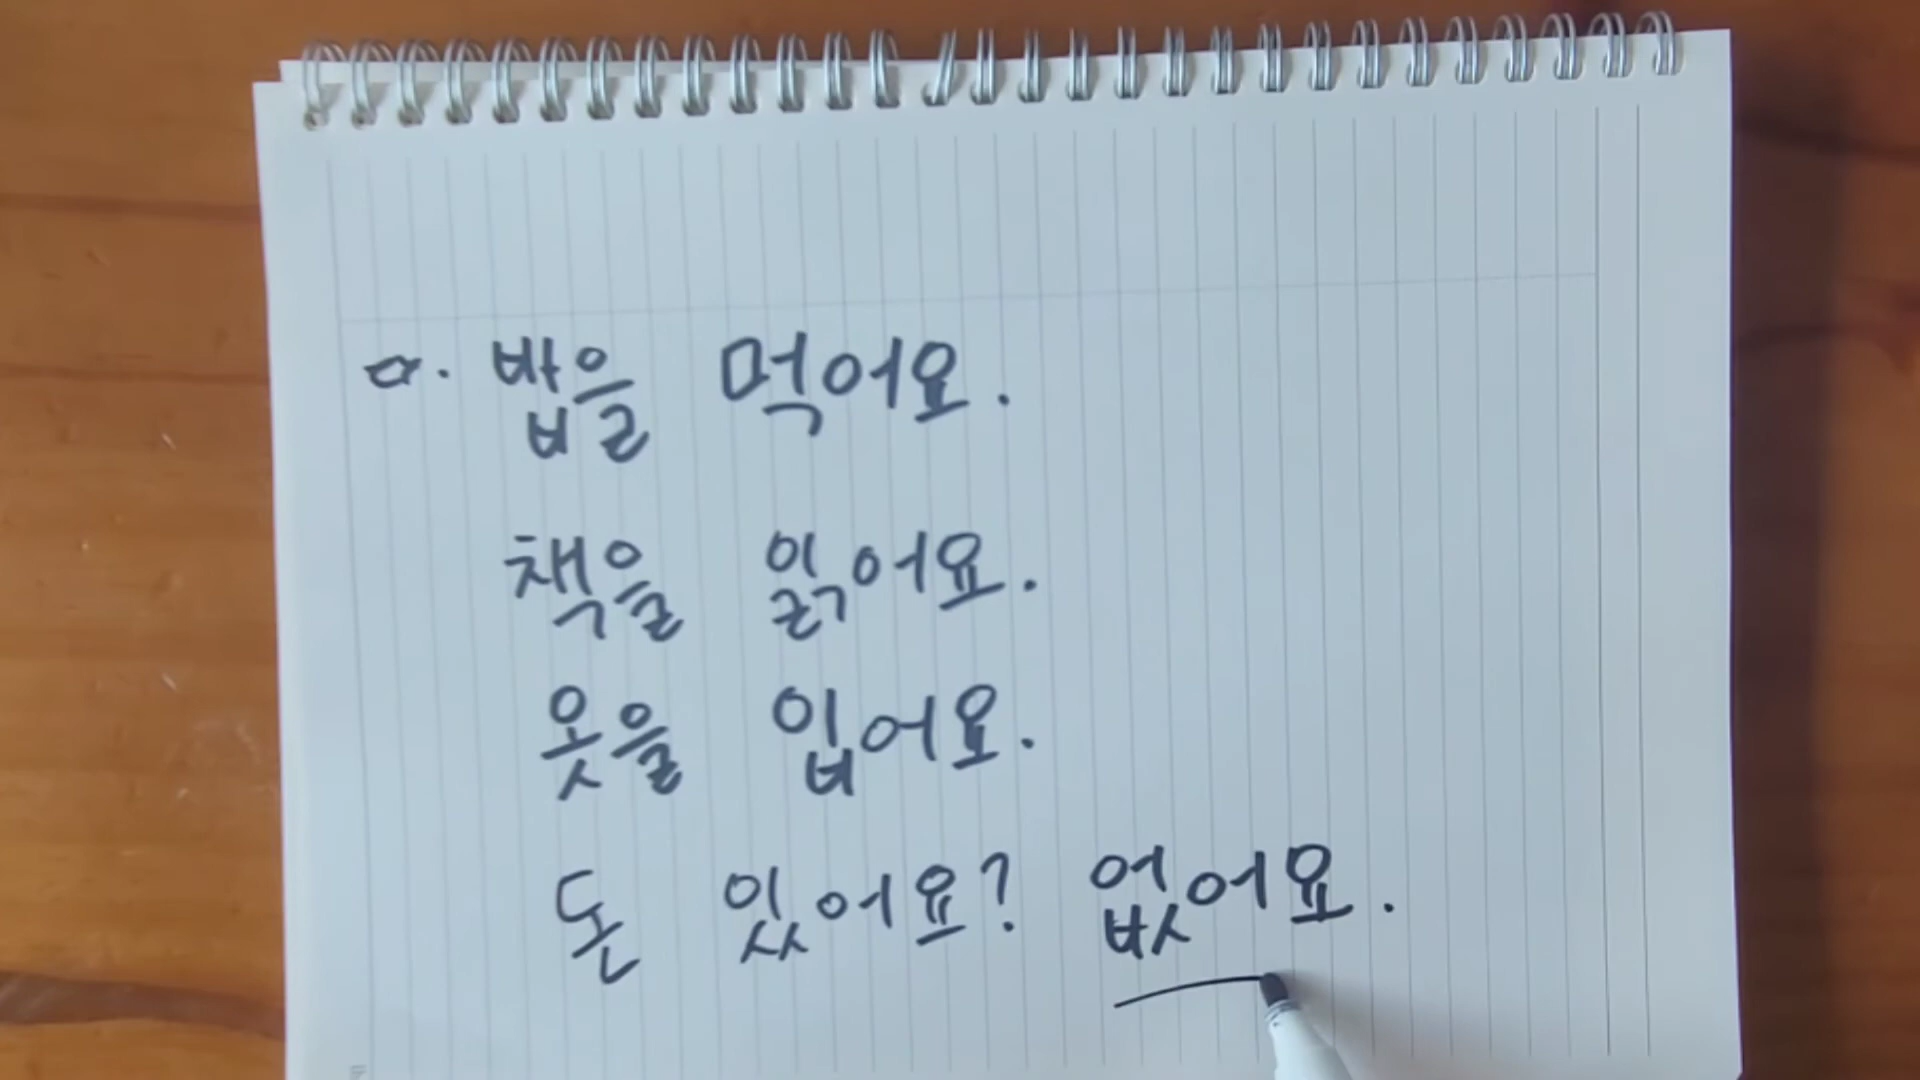 ☆. 밥을 먹어요.
책을 읽어요.
옷을 입어요.
돈 있어요? 없어요.